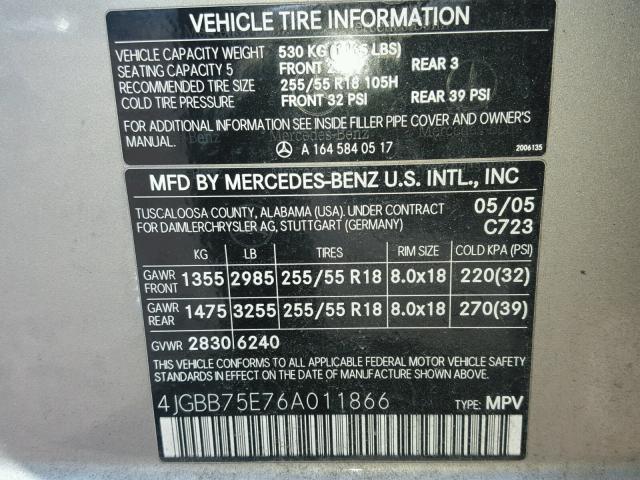 VEHICLE TIRE INFORMATION
VEHICLE CAPACITY WEIGHT 530 KG LBS)
SEATING CAPACITY 5 FRONT REAR 3
RECOMMENDED TIRE SIZE 255/55 R18 105H
COLD TIRE PRESSURE FRONT 32 PSI REAR 39 PSI
FOR ADDITIONAL INFORMATION SEE INSIDE FILLER PIPE COVER AND OWNER'S
MANUAL Mercedes-Benz
A 164 584 05 17 2006135
MFD BY MERCEDES-BENZ U.S. INTL., INC
TUSCALOOSA COUNTY, ALABAMA (USA). UNDER CONTRACT 05/05
FOR DAIMLERCHRYSLER AG, STUTTGART (GERMANY) C723
KG LB TIRES RIM SIZE COLD KPA (PSI)
GAWR FRONT 1355 2985 255/55 R18 8.0x18 220(32)
GAWR REAR 1475 3255 255/55 R18 8.0x18 270(39)
GVWR 2830 6240
THIS VEHICLE CONFORMS TO ALL APPLICABLE FEDERAL MOTOR VEHICLE SAFETY
STANDARDS IN EFFECT ON THE DATE OF MANUFACTURE SHOWN ABOVE.
4JGBB75E76A011866 TYPE: MPV